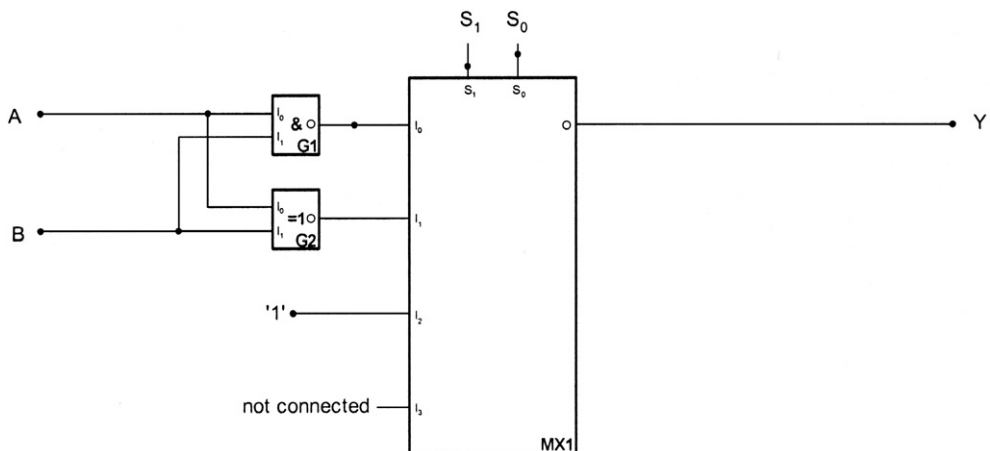 S₁ S₀
S₁ S₀
A
I₀ & O
I₁
G1
I₀
O
Y
I₀ =1 O
I₁
G2
I₁
B
'1'
I₂
not connected
I₃
MX1